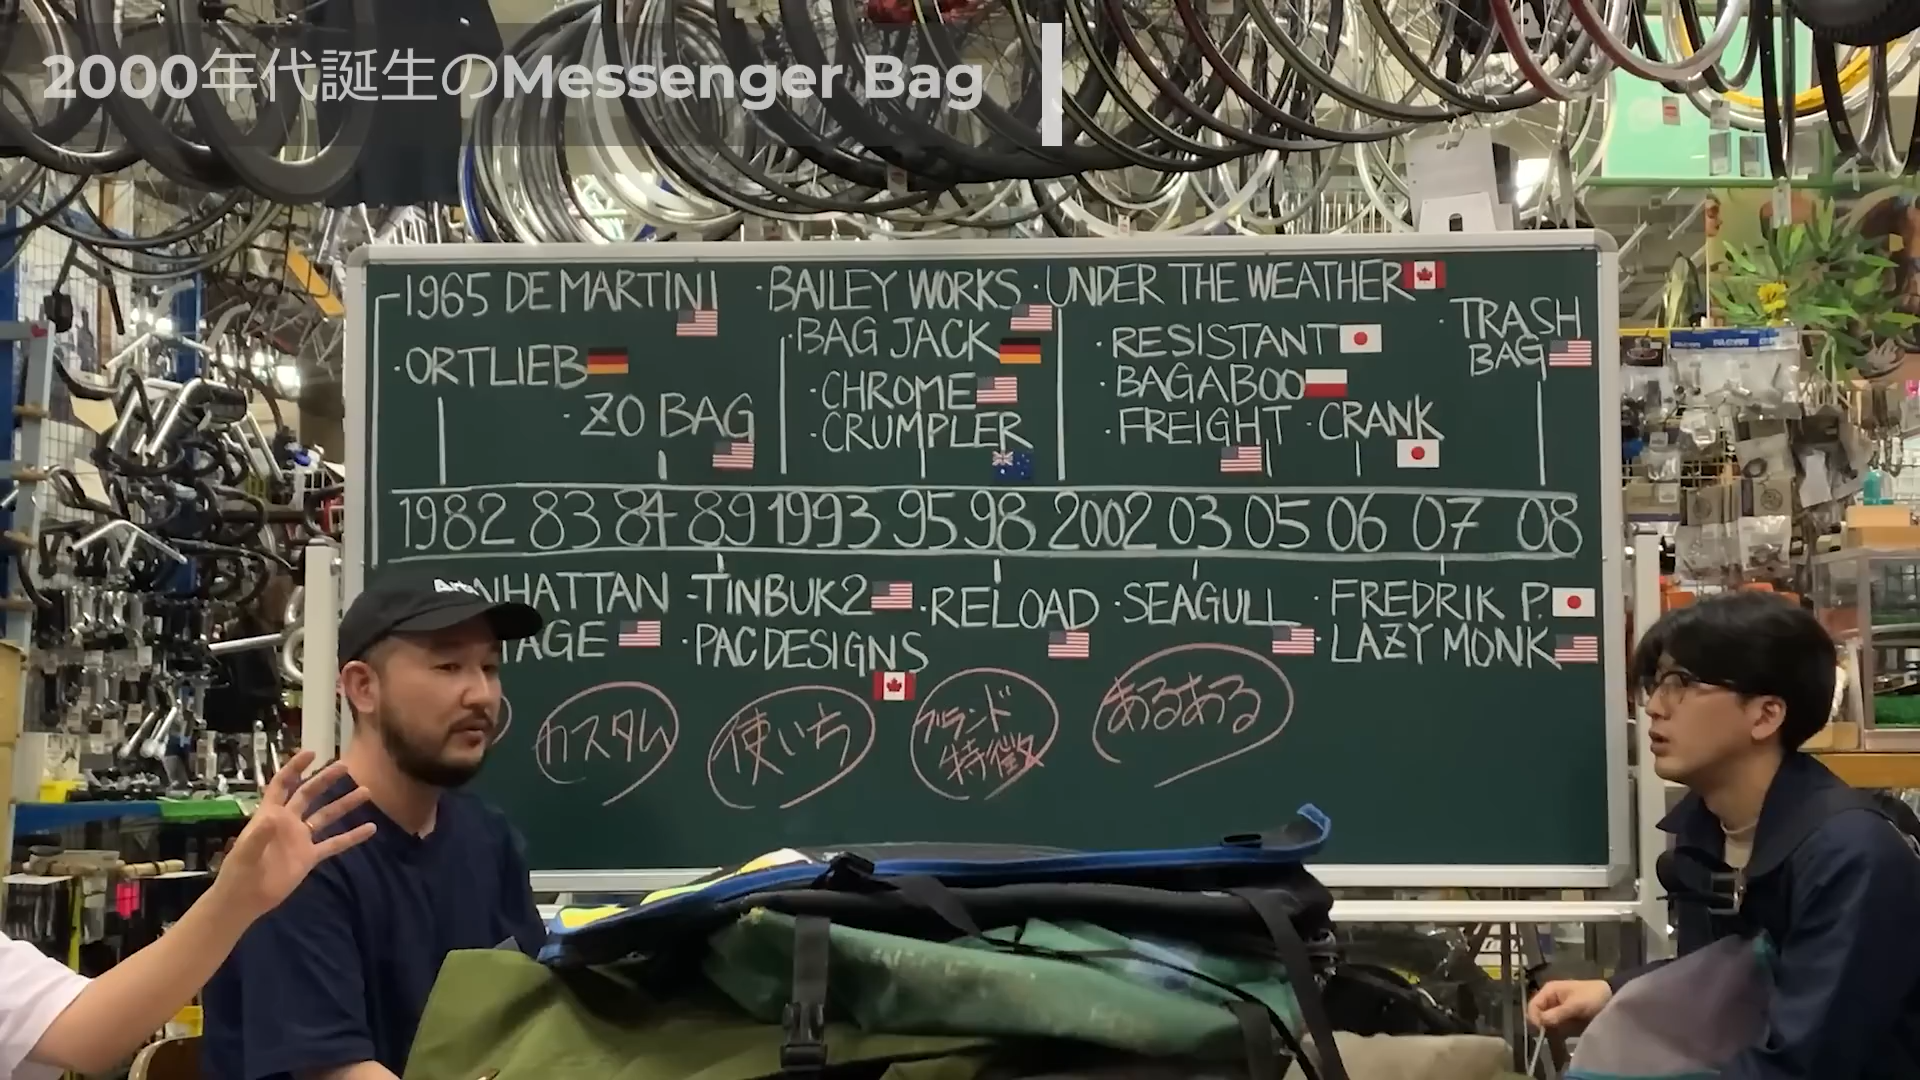 2000年代誕生のMessenger Bag
1965 DE MARTINI ・BAILEY WORKS ・UNDER THE WEATHER
・TRASH BAG
・BAG JACK
・RESISTANT
・ORTLIEB
・CHROME
・BAGABOO
・ZO BAG
・CRUMPLER
・FREIGHT ・CRANK
1982 83 84 89 1993 95 98 2002 03 05 06 07 08
NHATTAN ・TINBUK2 ・RELOAD ・SEAGULL ・FREDRIK P.
TAGE ・PAC DESIGNS ・LAZY MONK
カスタム 使いち ブランド特徴 あるある